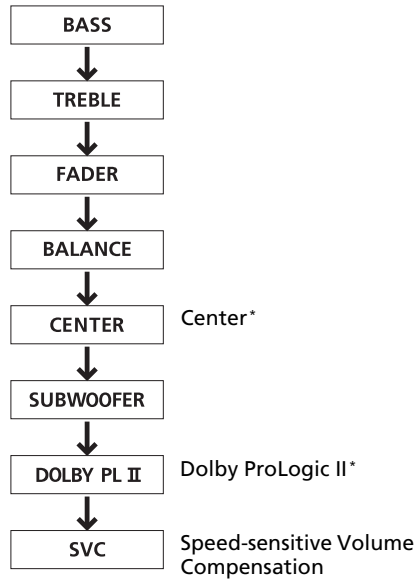 BASS
TREBLE
FADER
BALANCE
CENTER
Center*
SUBWOOFER
DOLBY PL II
Dolby ProLogic II*
SVC
Speed-sensitive Volume
Compensation